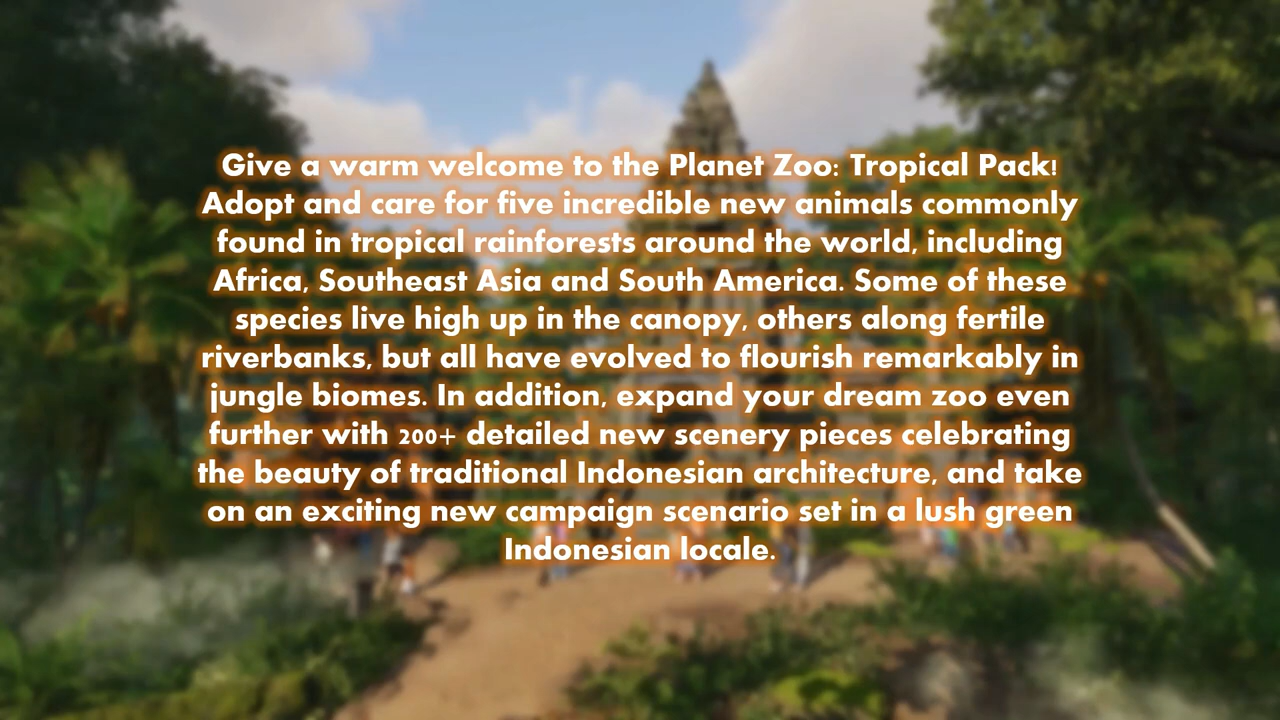 Give a warm welcome to the Planet Zoo: Tropical Pack!
Adopt and care for five incredible new animals commonly
found in tropical rainforests around the world, including
Africa, Southeast Asia and South America. Some of these
species live high up in the canopy, others along fertile
riverbanks, but all have evolved to flourish remarkably in
jungle biomes. In addition, expand your dream zoo even
further with 200+ detailed new scenery pieces celebrating
the beauty of traditional Indonesian architecture, and take
on an exciting new campaign scenario set in a lush green
Indonesian locale.